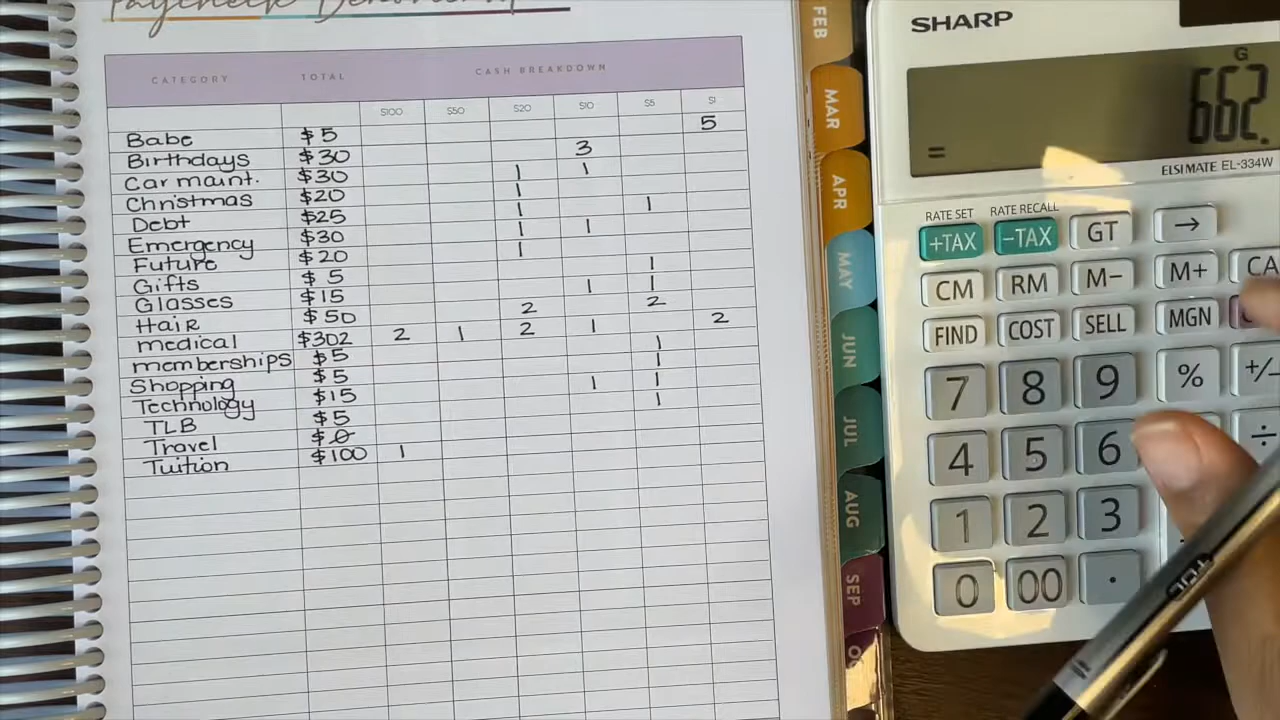 Paycheck
CATEGORY TOTAL CASH BREAKDOWN
$100 $50 $20 $10 $5 $1
Babe $5 5
Birthdays $30 3
Car maint. $30 1 1
Christmas $20 1
Debt $25 1 1
Emergency $30 1 1
Future $20 1
Gifts $5 1
Glasses $15 1 1
Hair $50 2 2
medical $302 2 1 2 1 2
memberships $5 1
Shopping $5 1
Technology $15 1 1
TLB $5 1
Travel $0
Tuition $100 1
FEB
MAR
APR
MAY
JUN
JUL
AUG
SEP
SHARP
G
662.
=
ELSIMATE EL-334W
RATE SET RATE RECALL
+TAX -TAX GT →
CM RM M- M+ CA
FIND COST SELL MGN
7 8 9 % +/-
4 5 6 ÷
1 2 3
0 00 .